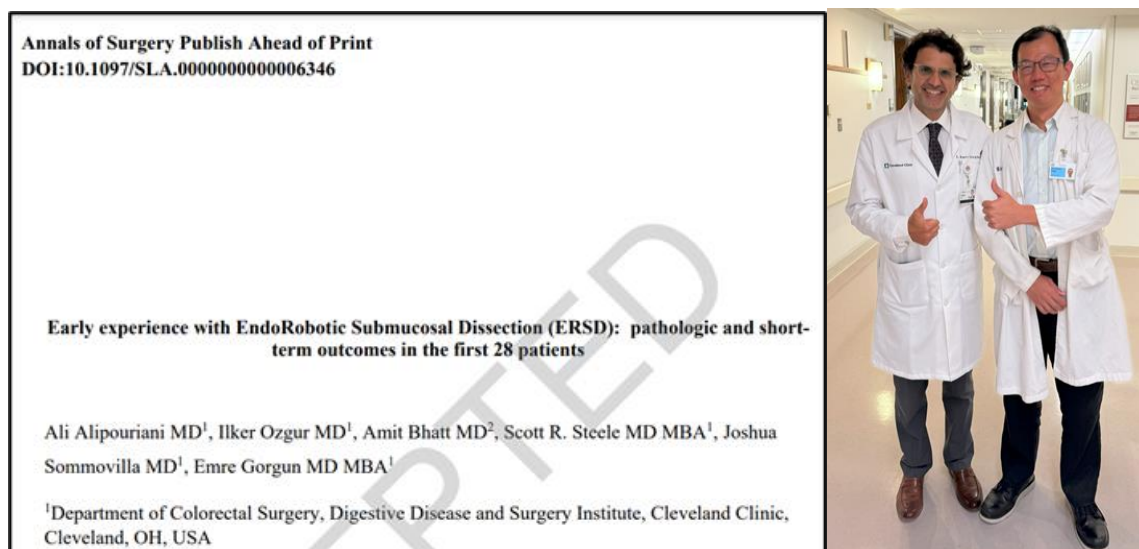 Annals of Surgery Publish Ahead of Print
DOI:10.1097/SLA.0000000000006346
Early experience with EndoRobotic Submucosal Dissection (ERSD): pathologic and short-
term outcomes in the first 28 patients
Ali Alipouriani MD1, Ilker Ozgur MD1, Amit Bhatt MD2, Scott R. Steele MD MBA1, Joshua
Sommovilla MD1, Emre Gorgun MD MBA1
1Department of Colorectal Surgery, Digestive Disease and Surgery Institute, Cleveland Clinic,
Cleveland, OH, USA
Cleveland Clinic